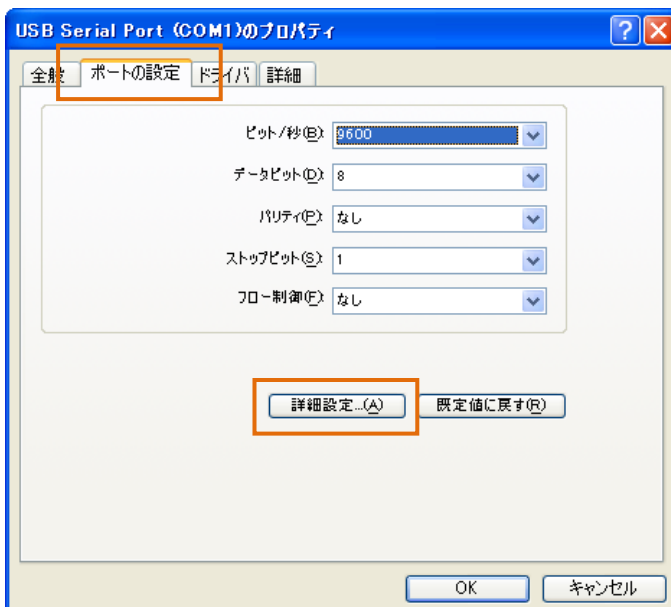 USB Serial Port (COM1)のプロパティ
全般 ポートの設定 ドライバ 詳細
ビット/秒(B): 9600
データ ビット(D): 8
パリティ(P): なし
ストップ ビット(S): 1
フロー制御(F): なし
詳細設定...(A) 既定値に戻す(R)
OK キャンセル